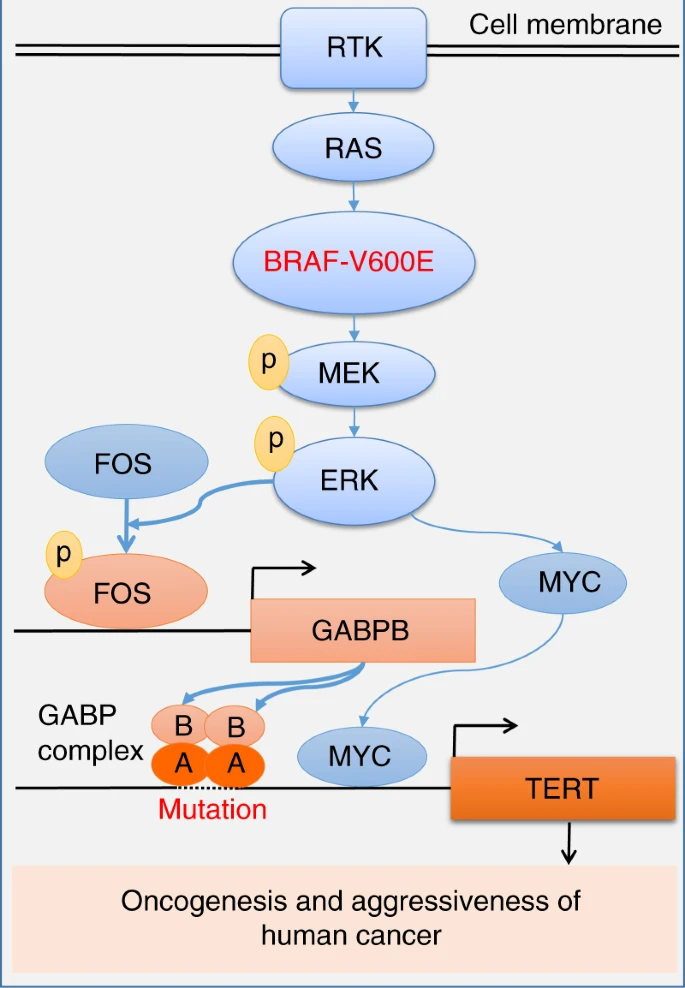 Cell membrane
RTK
RAS
BRAF-V600E
p
MEK
p
ERK
FOS
p
FOS
MYC
GABPB
GABP
complex
B B
A A
Mutation
MYC
TERT
Oncogenesis and aggressiveness of
human cancer